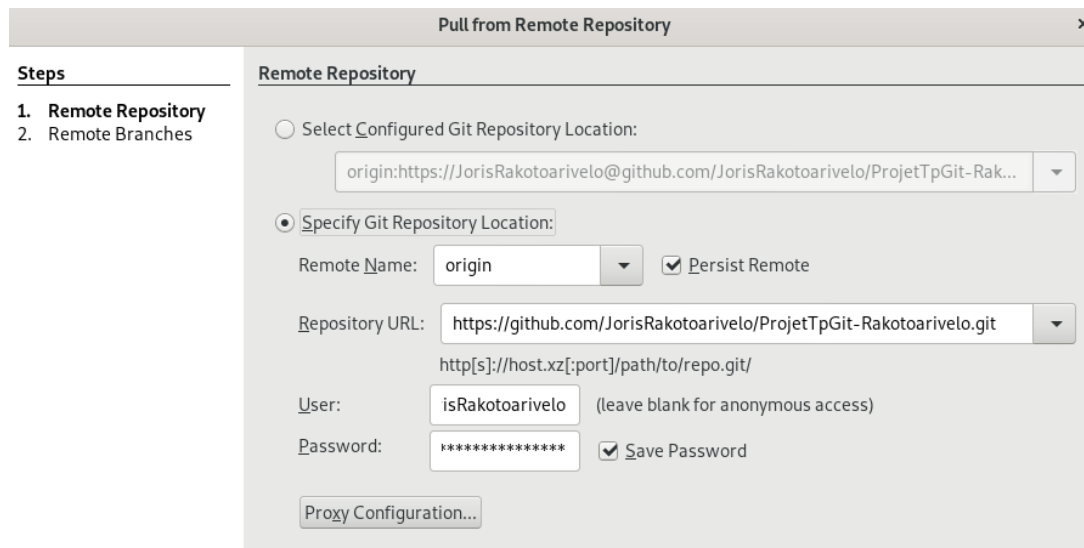 Pull from Remote Repository
Steps
1. Remote Repository
2. Remote Branches
Remote Repository
Select Configured Git Repository Location:
origin:https://JorisRakotoarivelo@github.com/JorisRakotoarivelo/ProjetTpGit-Rak...
Specify Git Repository Location:
Remote Name: origin Persist Remote
Repository URL: https://github.com/JorisRakotoarivelo/ProjetTpGit-Rakotoarivelo.git
http[s]://host.xz[:port]/path/to/repo.git/
User: isRakotoarivelo (leave blank for anonymous access)
Password: *************** Save Password
Proxy Configuration...